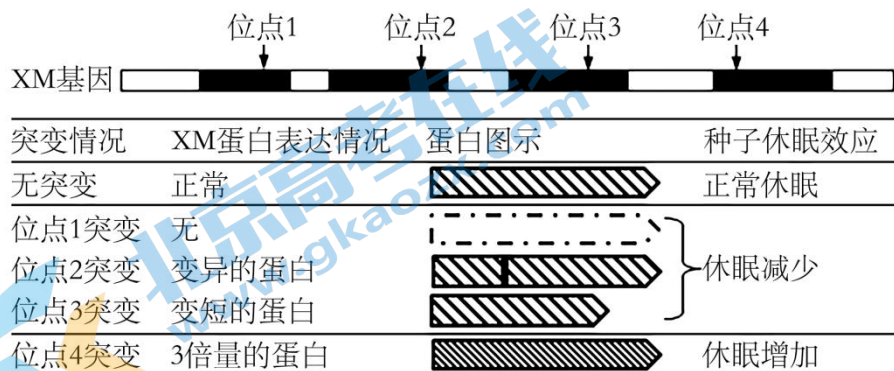 位点1 位点2 位点3 位点4
XM基因
突变情况 XM蛋白表达情况 蛋白图示 种子休眠效应
无突变 正常 正常休眠
位点1突变 无
位点2突变 变异的蛋白 休眠减少
位点3突变 变短的蛋白
位点4突变 3倍量的蛋白 休眠增加
北京高考在线
www.gkaozx.com